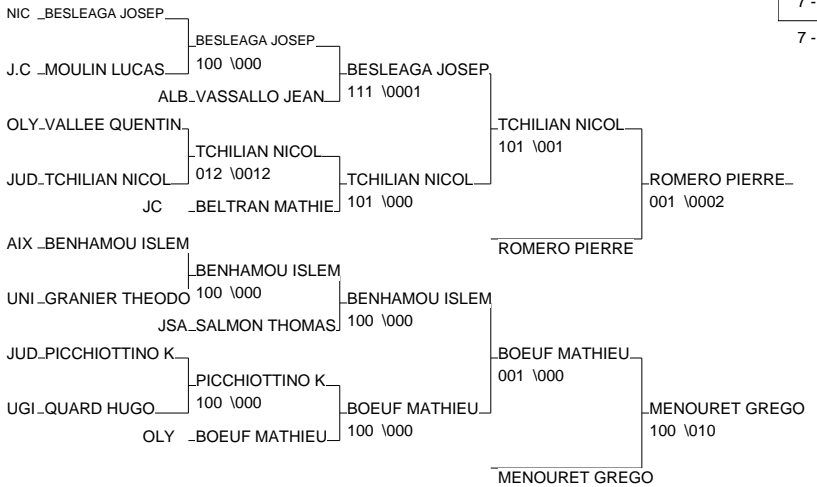 7 -
NIC BESLEAGA JOSEP
BESLEAGA JOSEP
7 -
100 \000
J.C MOULIN LUCAS
BESLEAGA JOSEP
111 \0001
ALB VASSALLO JEAN
OLY VALLEE QUENTIN
TCHILIAN NICOL
101 \001
TCHILIAN NICOL
012 \0012
JUD TCHILIAN NICOL
TCHILIAN NICOL
101 \000
ROMERO PIERRE
001 \0002
JC BELTRAN MATHIE
AIX BENHAMOU ISLEM
ROMERO PIERRE
BENHAMOU ISLEM
100 \000
UNI GRANIER THEODO
BENHAMOU ISLEM
100 \000
JSA SALMON THOMAS
JUD PICCHIOTTINO K
BOEUF MATHIEU
001 \000
PICCHIOTTINO K
100 \000
UGI QUARD HUGO
BOEUF MATHIEU
100 \000
MENOURET GREGO
100 \010
OLY BOEUF MATHIEU
MENOURET GREGO